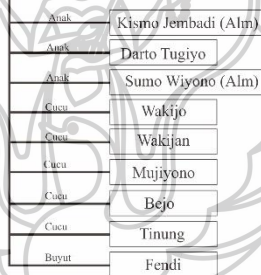 Anak Kismo Jembadi (Alm)
Anak Darto Tugiyo
Anak Sumo Wiyono (Alm)
Cucu Wakijo
Cucu Wakijan
Cucu Mujiyono
Cucu Bejo
Cucu Tinung
Buyut Fendi